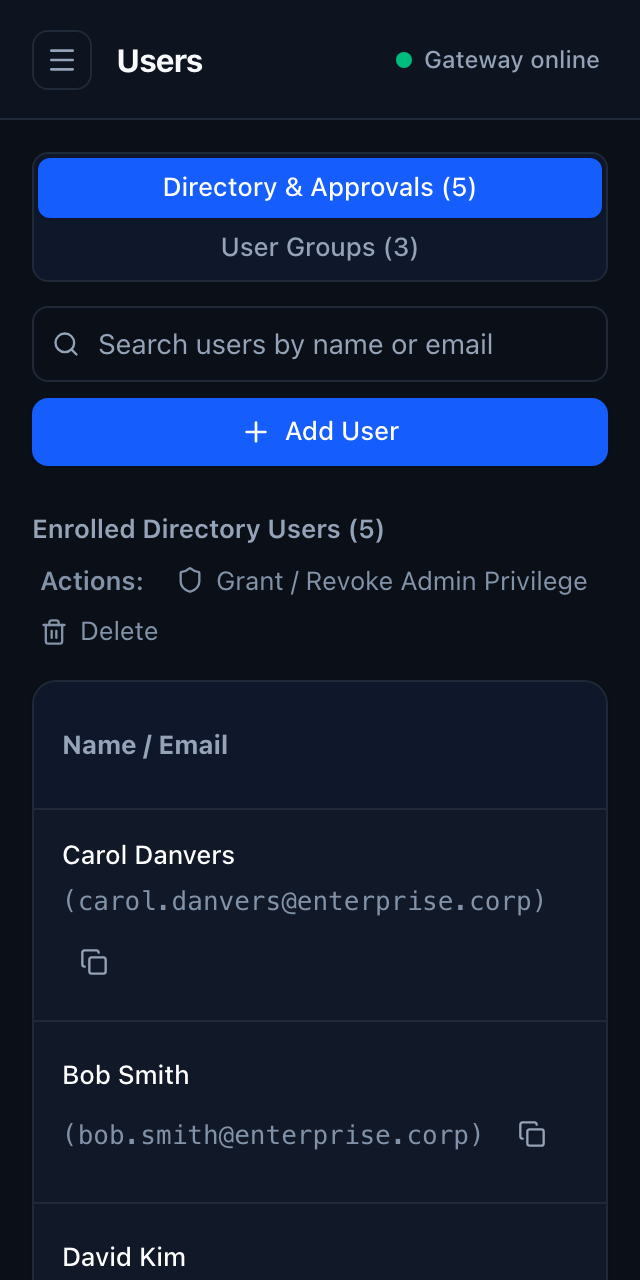 Users
Gateway online
Directory & Approvals (5)
User Groups (3)
Search users by name or email
Add User
Enrolled Directory Users (5)
Actions: Grant / Revoke Admin Privilege
Delete
Name / Email
Carol Danvers
(carol.danvers@enterprise.corp)
Bob Smith
(bob.smith@enterprise.corp)
David Kim